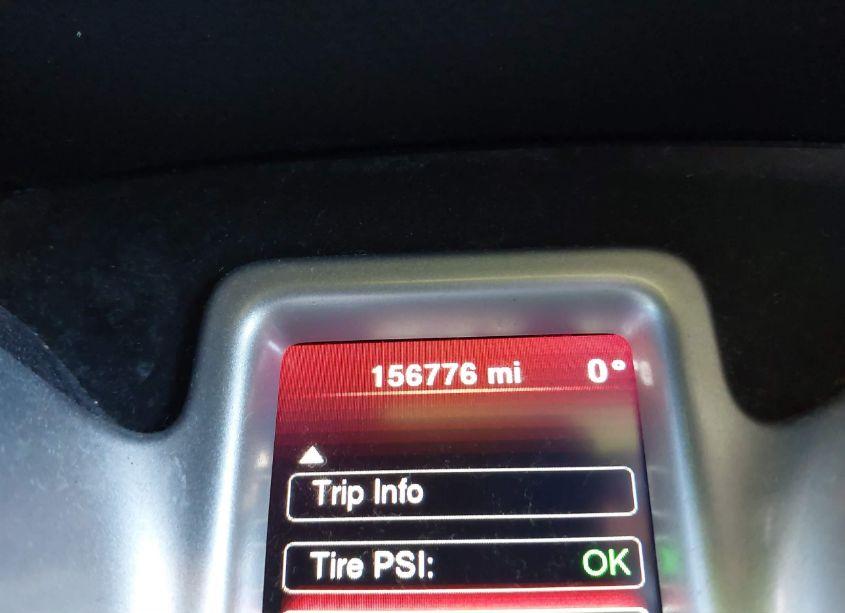 156776 mi 0°
Trip Info
Tire PSI: OK